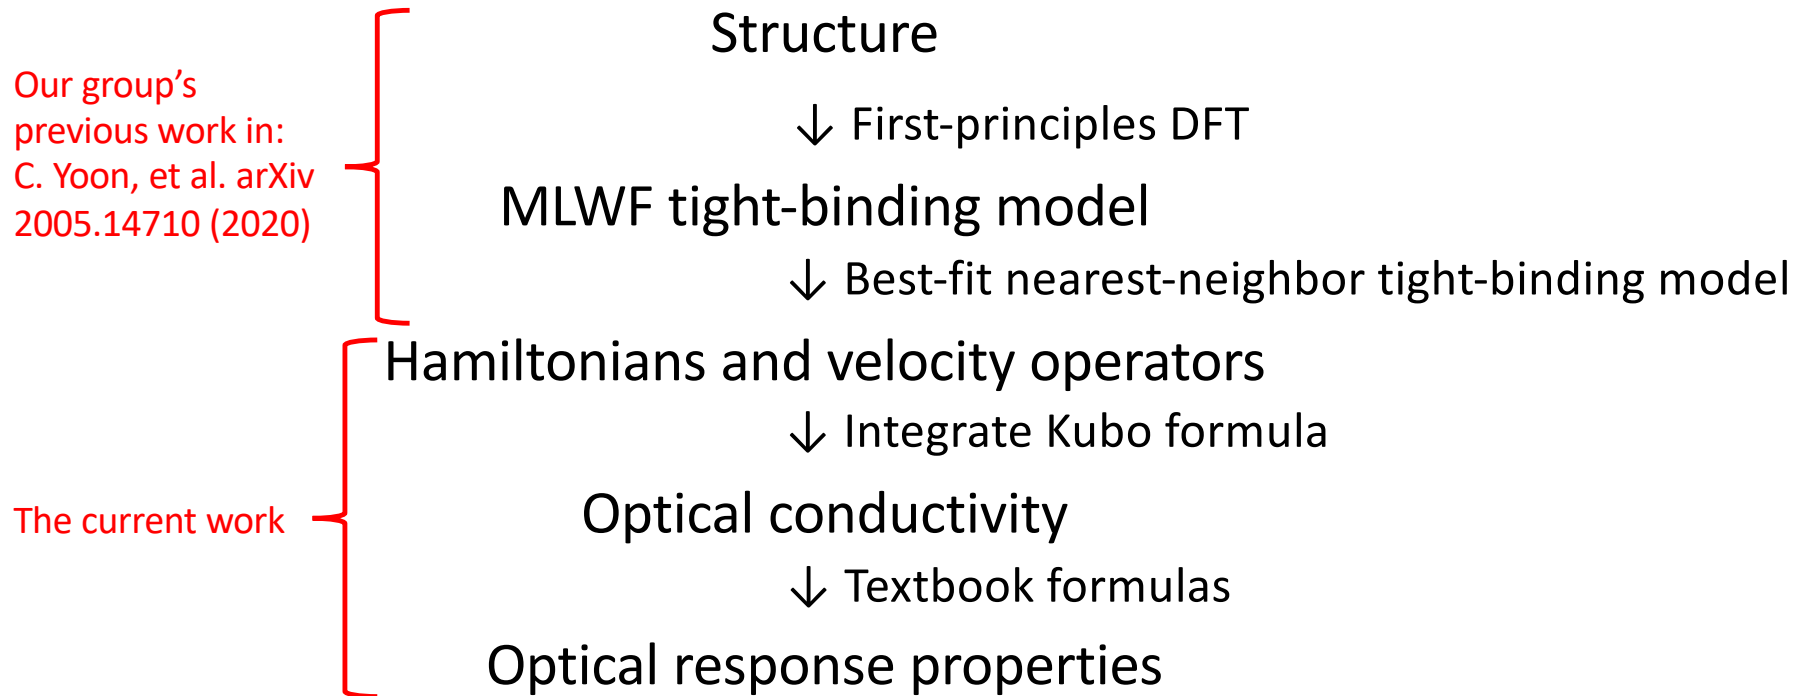 Structure
Our group's
previous work in:
C. Yoon, et al. arXiv
2005.14710 (2020)
↓ First-principles DFT
MLWF tight-binding model
↓ Best-fit nearest-neighbor tight-binding model
Hamiltonians and velocity operators
↓ Integrate Kubo formula
The current work
Optical conductivity
↓ Textbook formulas
Optical response properties